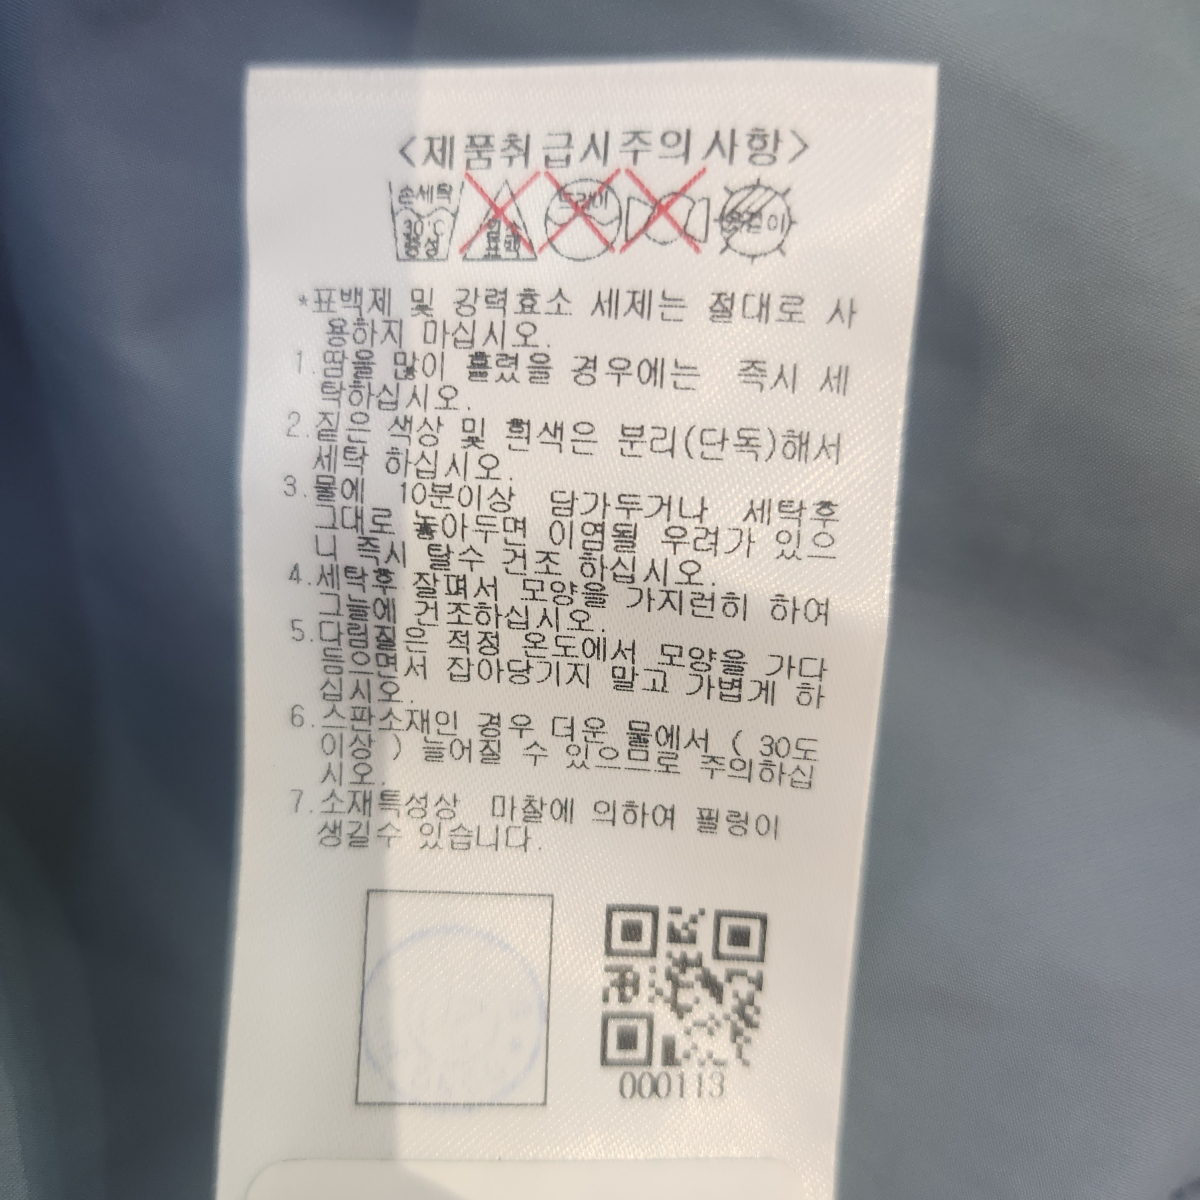 <제품취급시주의사항>
손세탁 드라이 옷걸이
30℃ 염소
중성 표백
*표백제 및 강력효소 세제는 절대로 사
용하지 마십시오.
1.땀을 많이 흘렸을 경우에는 즉시 세
탁하십시오.
2.짙은 색상 및 흰색은 분리(단독)해서
세탁 하십시오.
3.물에 10분이상 담가두거나 세탁후
그대로 놓아두면 이염될 우려가 있으
니 즉시 탈수 건조 하십시오.
4.세탁후 잘펴서 모양을 가지런히 하여
그늘에 건조하십시오.
5.다림질은 적정 온도에서 모양을 가다
듬으면서 잡아당기지 말고 가볍게 하
십시오.
6.스판소재인 경우 더운 물에서 ( 30도
이상 ) 늘어질 수 있으므로 주의하십
시오.
7.소재특성상 마찰에 의하여 필링이
생길수 있습니다.
000113